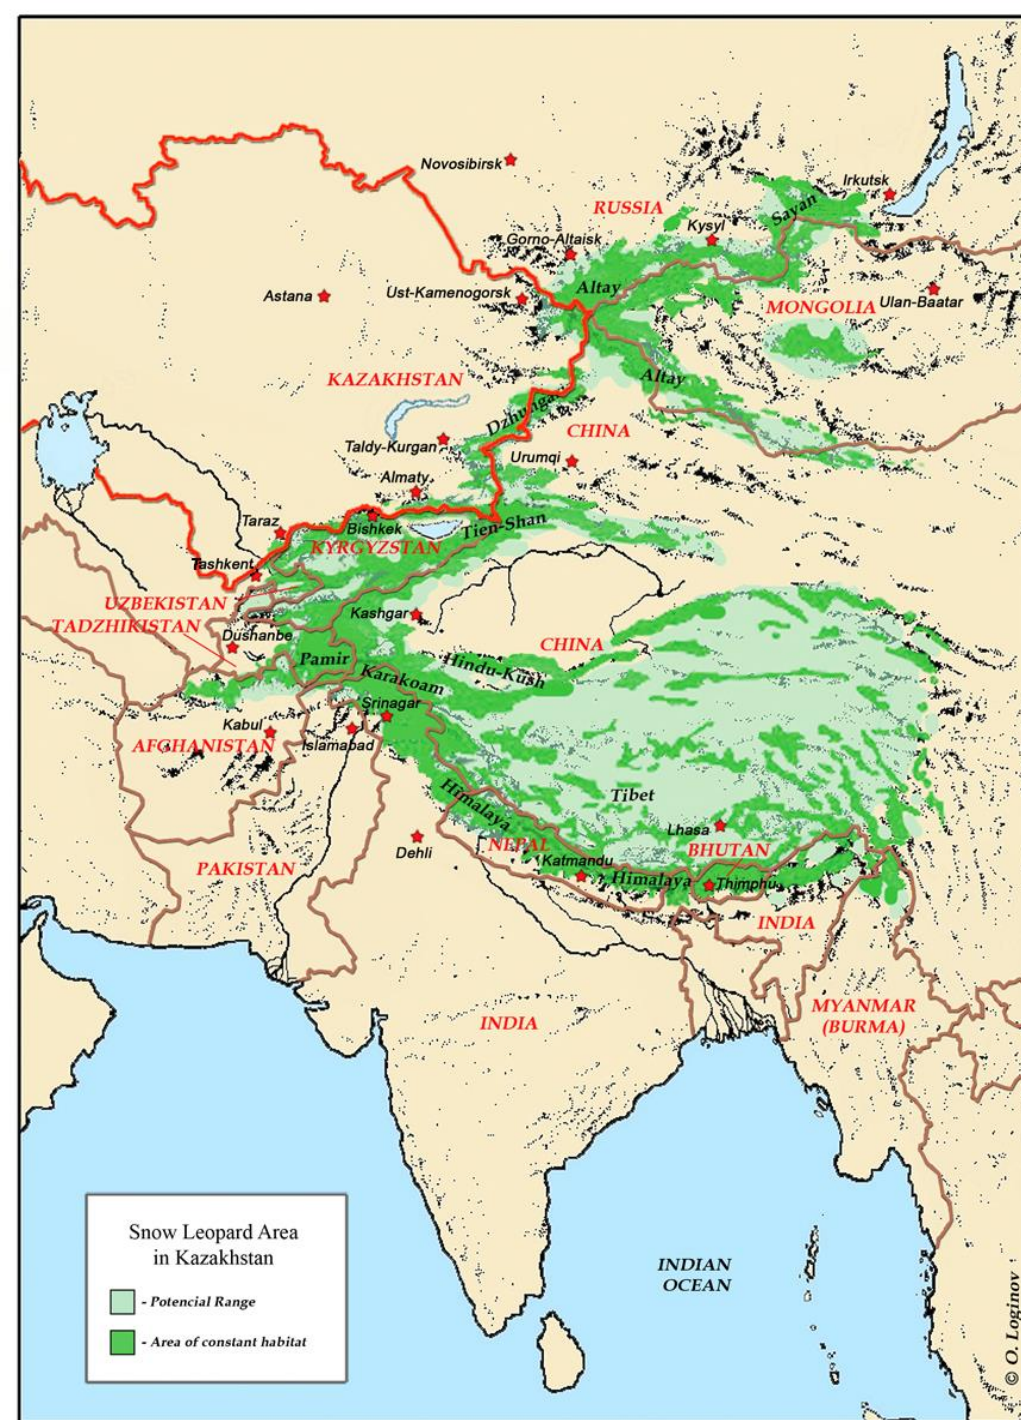 Novosibirsk
Irkutsk
RUSSIA
Sayan
Kysyl
Gorno-Altaisk
Altay
Astana
Ust-Kamenogorsk
MONGOLIA
Ulan-Baatar
KAZAKHSTAN
Altay
CHINA
Taldy-Kurgan
Urumqi
Almaty
Taraz
Bishkek
Tien-Shan
KYRGYZSTAN
Tashkent
UZBEKISTAN
Kashgar
TADZHIKISTAN
Dushanbe
CHINA
Pamir
Hindu-Kush
Karakoam
Srinagar
Kabul
Islamabad
AFGHANISTAN
Himalaya
Tibet
Lhasa
NEPAL
BHUTAN
Dehli
Katmandu
PAKISTAN
Himalaya
Thimphu
INDIA
MYANMAR
(BURMA)
INDIA
Snow Leopard Area
in Kazakhstan
- Potencial Range
- Area of constant habitat
INDIAN
OCEAN
© O. Loginov